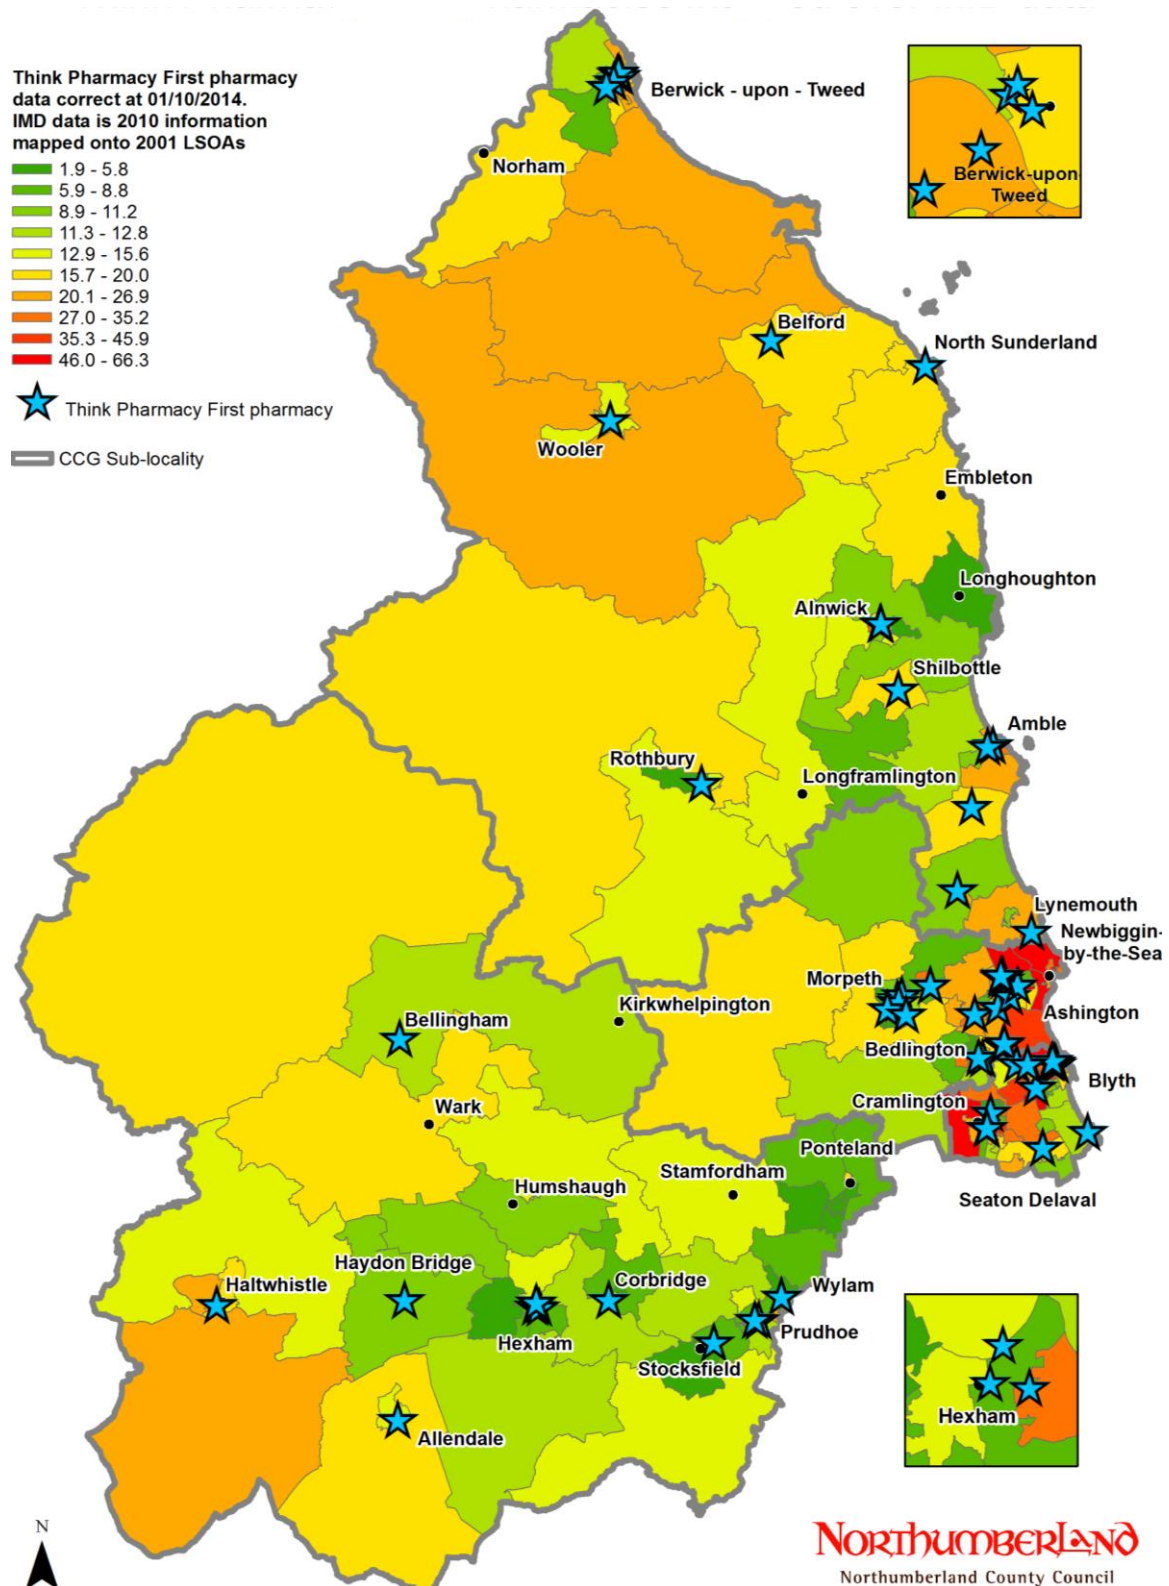 Think Pharmacy First pharmacy
data correct at 01/10/2014.
IMD data is 2010 information
mapped onto 2001 LSOAs
1.9 - 5.8
5.9 - 8.8
8.9 - 11.2
11.3 - 12.8
12.9 - 15.6
15.7 - 20.0
20.1 - 26.9
27.0 - 35.2
35.3 - 45.9
46.0 - 66.3
Think Pharmacy First pharmacy
CCG Sub-locality
Berwick - upon - Tweed
Norham
Berwick-upon
Tweed
Belford
North Sunderland
Wooler
Embleton
Longhoughton
Alnwick
Shilbottle
Amble
Rothbury
Longframlington
Lynemouth
Newbiggin-
by-the-Sea
Morpeth
Kirkwhelpington
Ashington
Bellingham
Bedlington
Blyth
Cramlington
Wark
Ponteland
Stamfordham
Humshaugh
Seaton Delaval
Haydon Bridge
Haltwhistle
Corbridge
Wylam
Prudhoe
Hexham
Stocksfield
Hexham
Allendale
N
Northumberland
Northumberland County Council